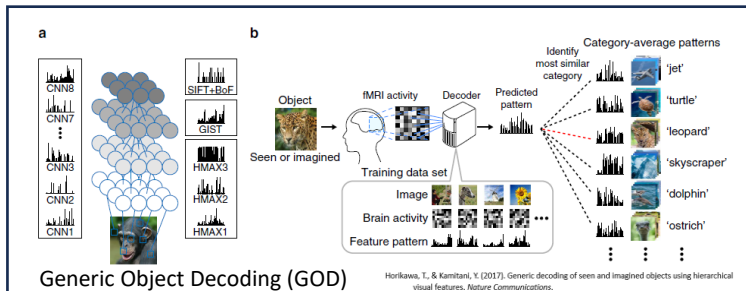 a
CNN8
CNN7
CNN3
CNN2
CNN1
SIFT+BoF
GIST
HMAX3
HMAX2
HMAX1
Generic Object Decoding (GOD)
b
Object
Seen or imagined
fMRI activity
Decoder
Predicted
pattern
Identify
most similar
category
Category-average patterns
'jet'
'turtle'
'leopard'
'skyscraper'
'dolphin'
'ostrich'
Training data set
Image
Brain activity
Feature pattern
Horikawa, T., & Kamitani, Y. (2017). Generic decoding of seen and imagined objects using hierarchical
visual features. Nature Communications.